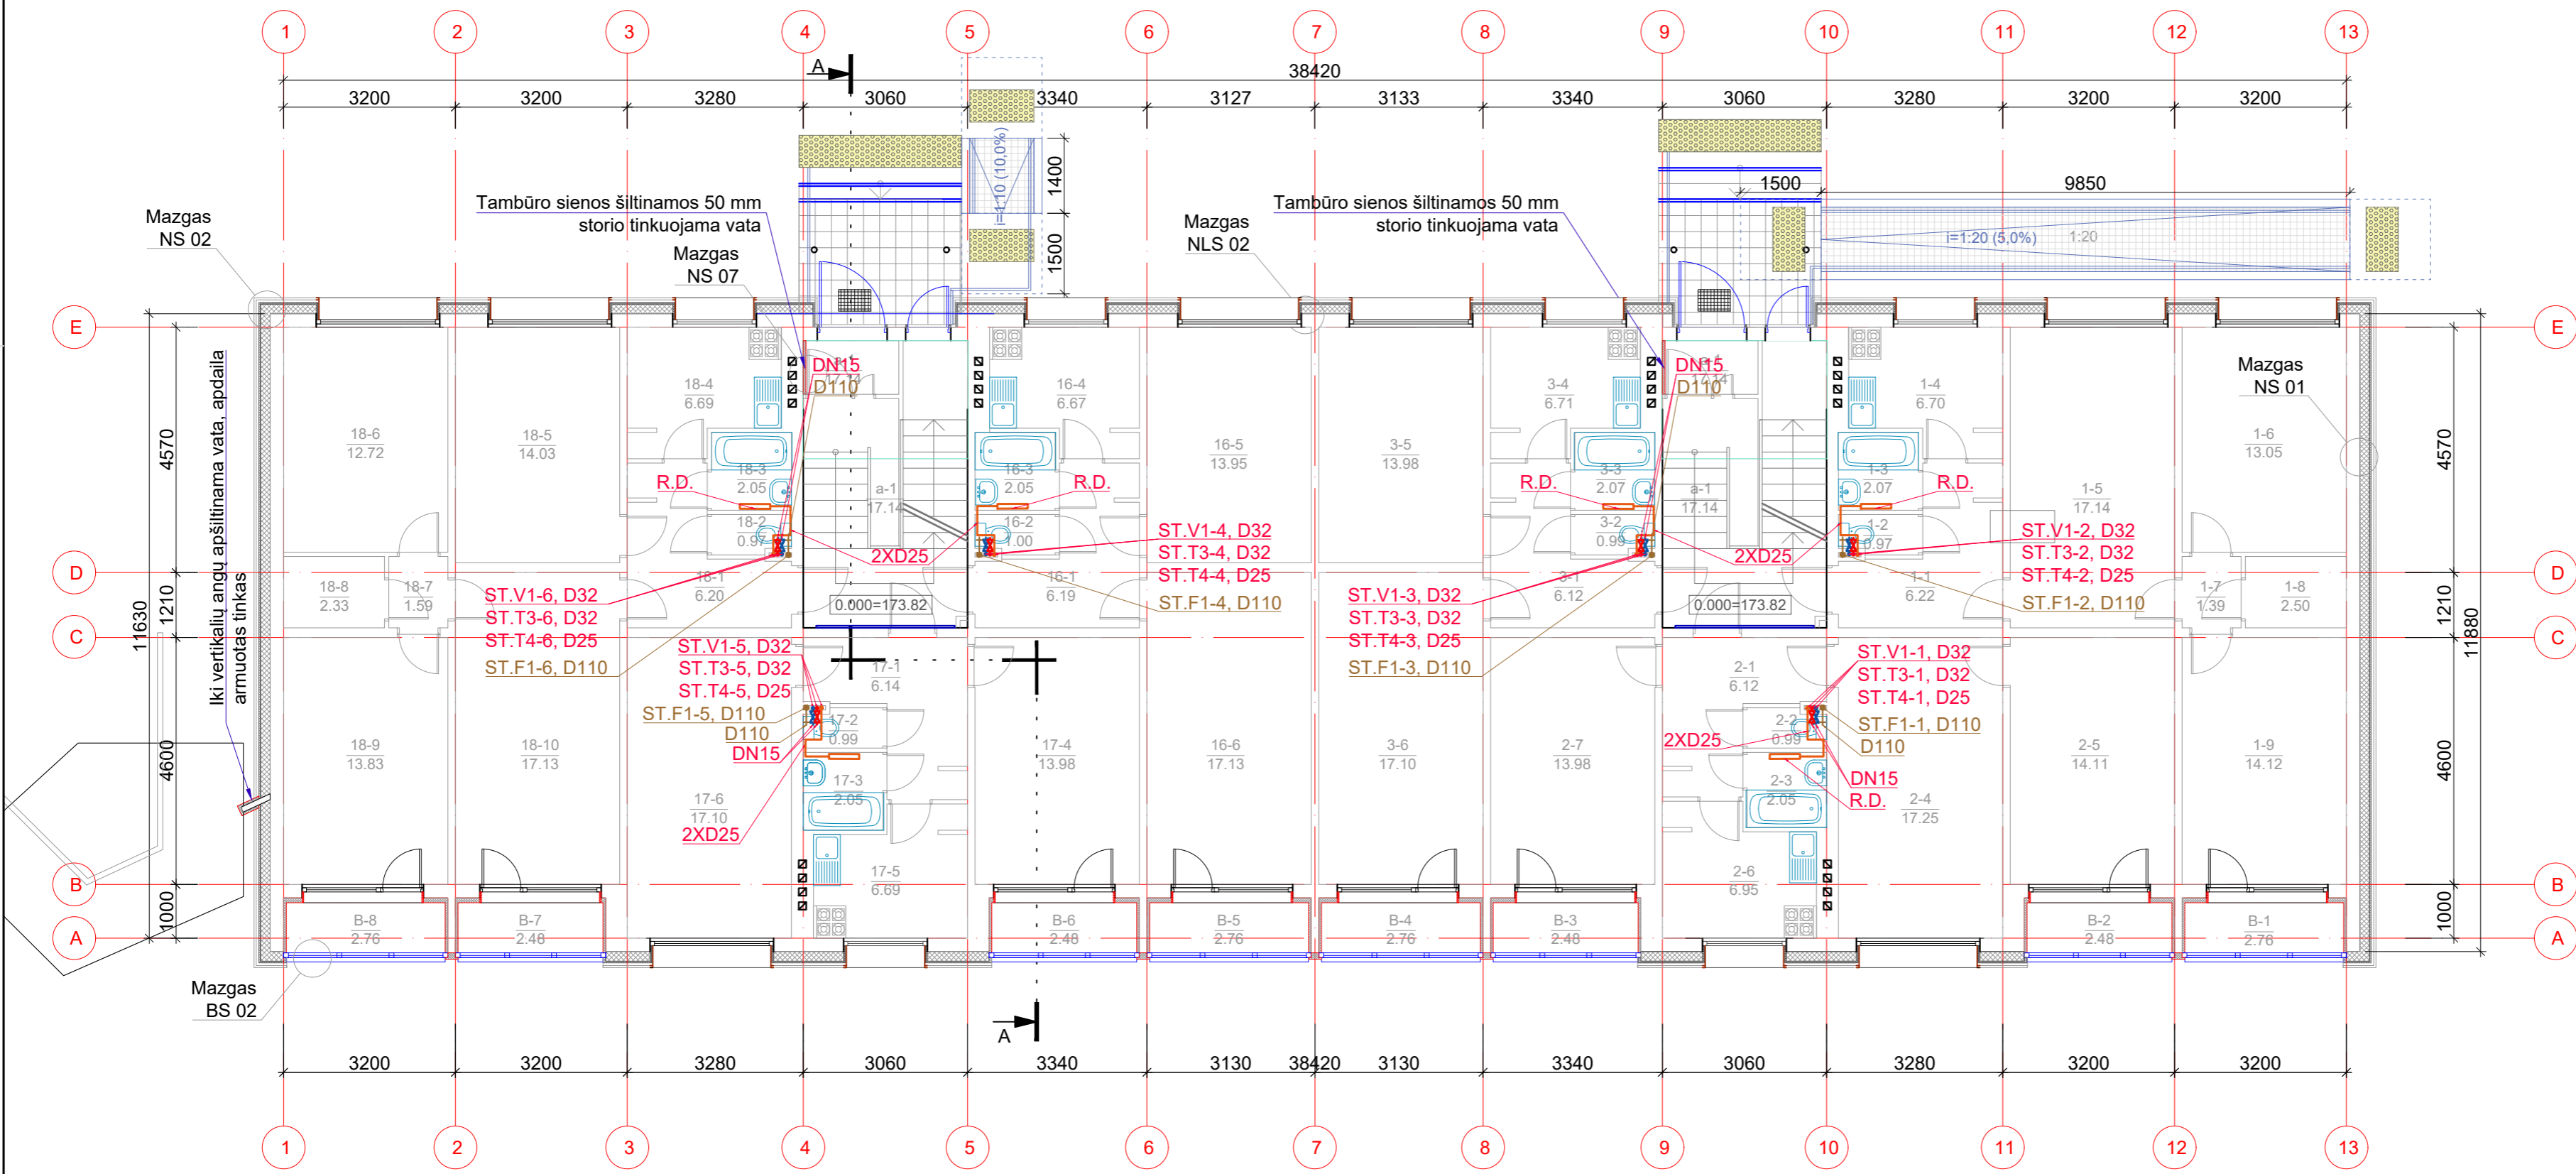 1 2 3 4 5 6 7 8 9 10 11 12 13
A
38420
3200 3200 3280 3060 3340 3127 3133 3340 3060 3280 3200 3200
i=1:10 (10,0%)
1400
1500
1500 9850
i=1:20 (5,0%) 1:20
Mazgas
NS 02
Tambūro sienos šiltinamos 50 mm
storio tinkuojama vata
Mazgas
NS 07
Mazgas
NLS 02
Tambūro sienos šiltinamos 50 mm
storio tinkuojama vata
Mazgas
NS 01
E E
D D
C C
B B
A A
11630
4570
1210
4600
1000
4570
1210
4600
1000
11880
Iki vertikalių angų apšiltinama vata, apdaila
armuotas tinkas
18-6
12.72
18-5
14.03
18-4
6.69
DN15
D110
a-1
17.14
16-4
6.67
16-5
13.95
3-5
13.98
3-4
6.71
DN15
D110
a-1
17.14
1-4
6.70
1-5
17.14
1-6
13.05
R.D.
18-3
2.05
18-2
0.97
a-1
17.14
16-3
2.05
R.D.
16-2
1.00
2XD25
R.D.
3-3
2.07
3-2
0.99
a-1
17.14
2XD25
1-3
2.07
R.D.
1-2
0.97
18-8
2.33
18-7
1.59
18-1
6.20
0.000=173.82
16-1
6.19
3-1
6.12
0.000=173.82
1-1
6.22
1-7
1.39
1-8
2.50
ST.V1-6, D32
ST.T3-6, D32
ST.T4-6, D25
ST.F1-6, D110
ST.V1-4, D32
ST.T3-4, D32
ST.T4-4, D25
ST.F1-4, D110
ST.V1-3, D32
ST.T3-3, D32
ST.T4-3, D25
ST.F1-3, D110
ST.V1-2, D32
ST.T3-2, D32
ST.T4-2, D25
ST.F1-2, D110
ST.V1-5, D32
ST.T3-5, D32
ST.T4-5, D25
ST.F1-5, D110
D110
DN15
2XD25
17-1
6.14
17-2
0.99
17-3
2.05
ST.V1-1, D32
ST.T3-1, D32
ST.T4-1, D25
ST.F1-1, D110
D110
DN15
R.D.
2XD25
2-1
6.12
2-2
0.99
2-3
2.05
18-9
13.83
18-10
17.13
17-6
17.10
17-5
6.69
17-4
13.98
16-6
17.13
3-6
17.10
2-7
13.98
2-6
6.95
2-4
17.25
2-5
14.11
1-9
14.12
B-8
2.76
B-7
2.48
B-6
2.48
B-5
2.76
B-4
2.76
B-3
2.48
B-2
2.48
B-1
2.76
Mazgas
BS 02
A
3200 3200 3280 3060 3340 3130 38420 3130 3340 3060 3280 3200 3200
1 2 3 4 5 6 7 8 9 10 11 12 13